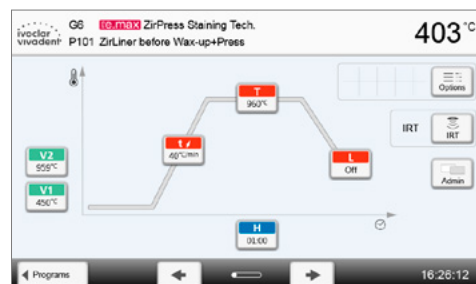 ivoclar
vivadent
G6 IPS e.max ZirPress Staining Tech.
P101 ZirLiner before Wax-up+Press
403°C
Options
T
960°C
IRT
IRT
t↗
40°C/min
V2
959°C
L
Off
Admin
V1
450°C
H
01:00
Programs
16:26:12